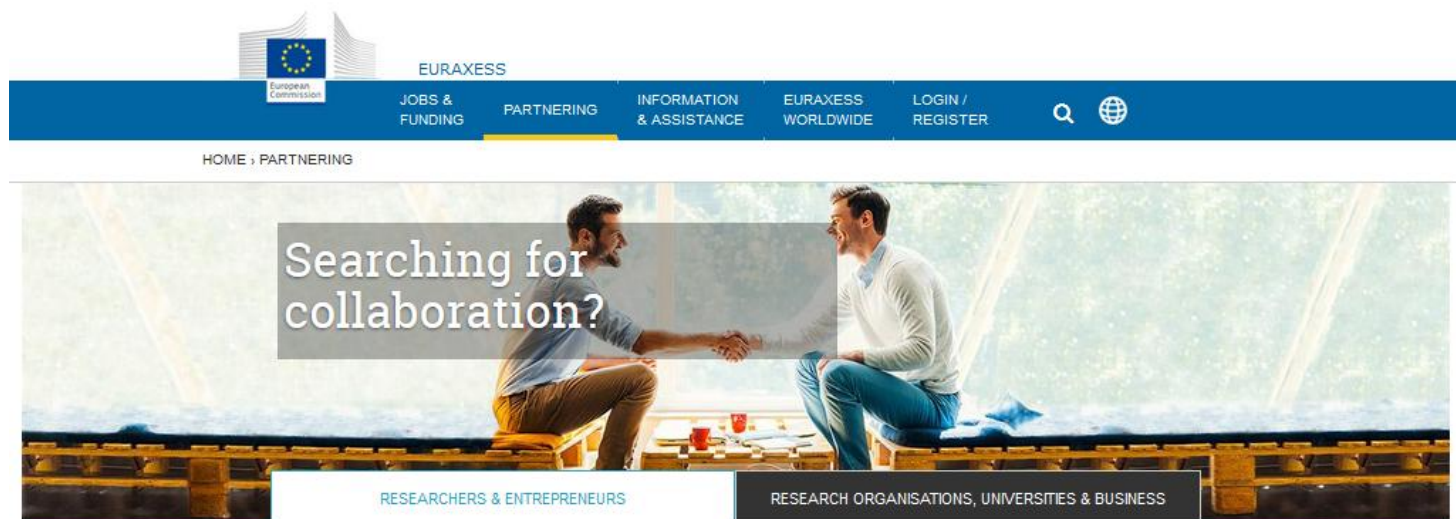 EURAXESS
European
Commission
JOBS &
FUNDING
PARTNERING
INFORMATION
& ASSISTANCE
EURAXESS
WORLDWIDE
LOGIN /
REGISTER
HOME › PARTNERING
Searching for
collaboration?
RESEARCHERS & ENTREPRENEURS
RESEARCH ORGANISATIONS, UNIVERSITIES & BUSINESS